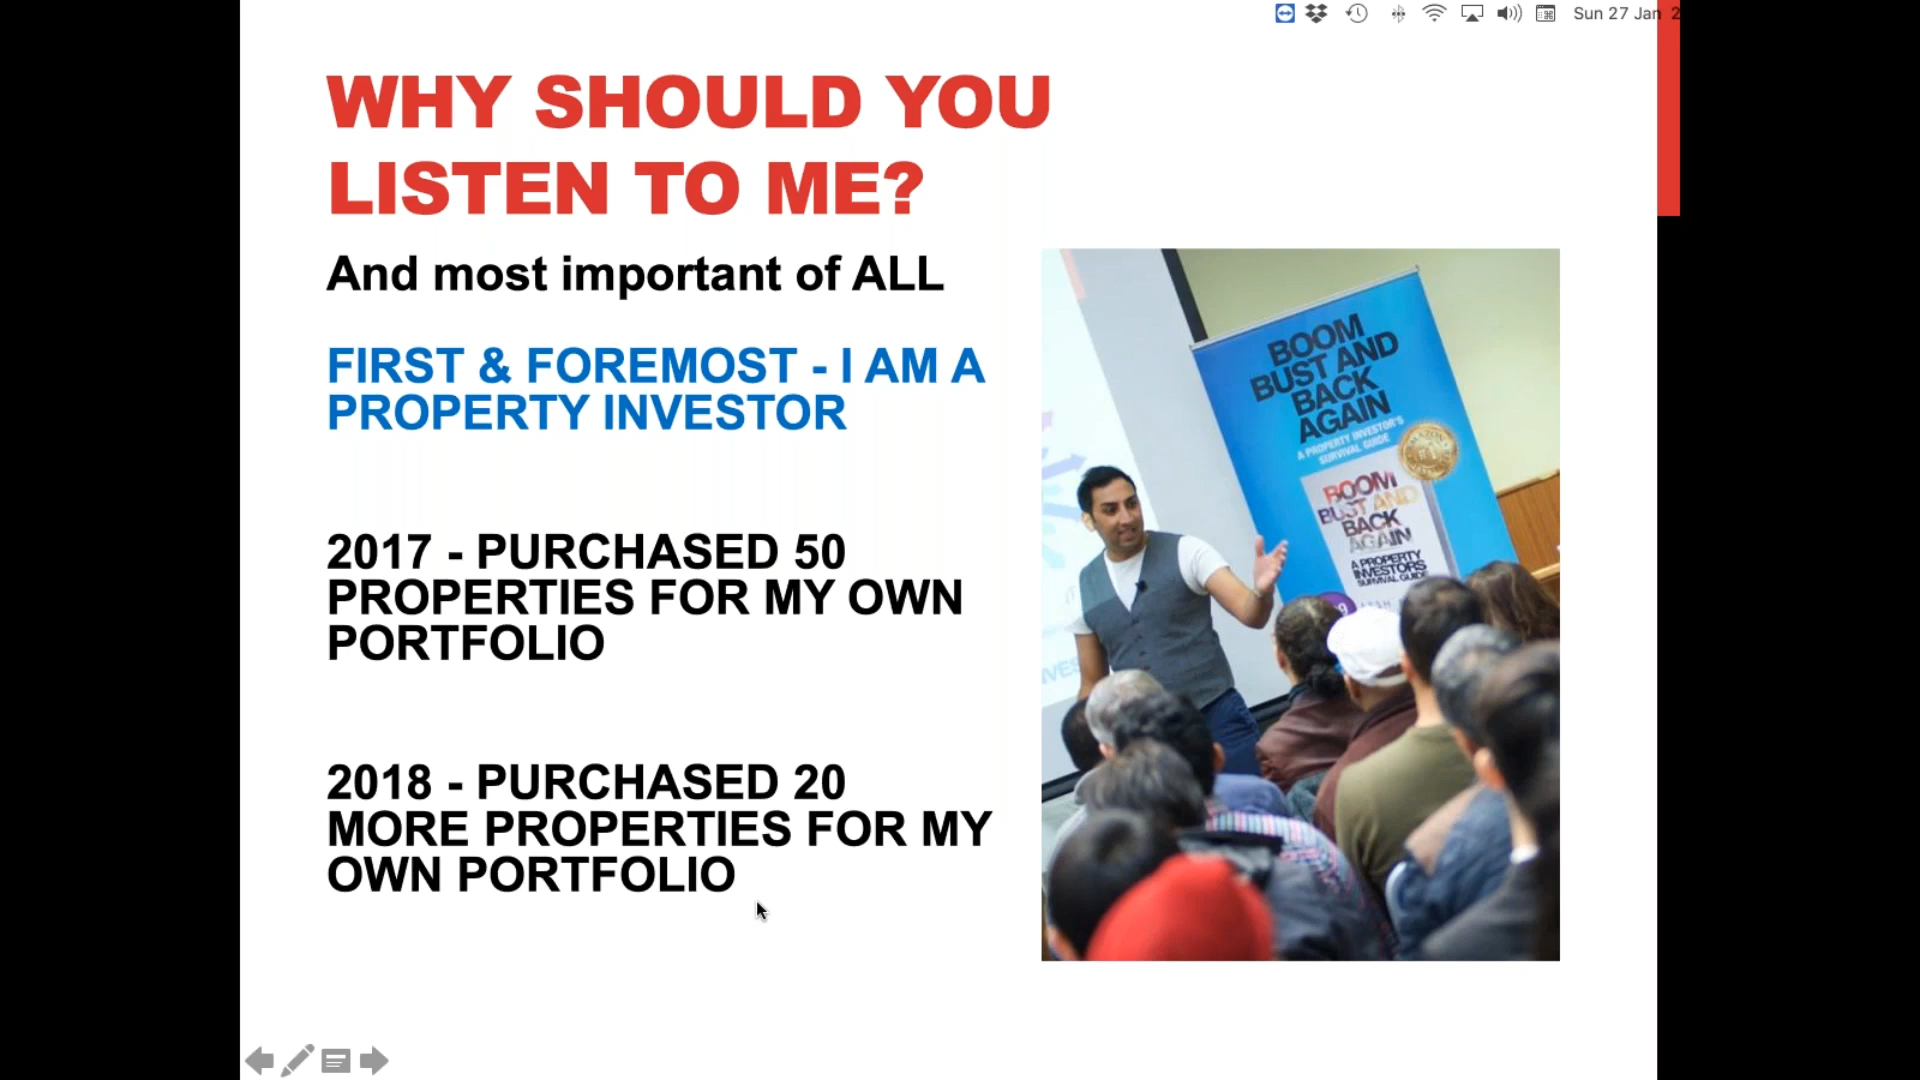 Sun 27 Jan 2
WHY SHOULD YOU
LISTEN TO ME?
And most important of ALL
FIRST & FOREMOST - I AM A
PROPERTY INVESTOR
2017 - PURCHASED 50
PROPERTIES FOR MY OWN
PORTFOLIO
2018 - PURCHASED 20
MORE PROPERTIES FOR MY
OWN PORTFOLIO
BOOM
BUST AND
BACK
AGAIN
A PROPERTY INVESTOR'S
SURVIVAL GUIDE
BOOM
BUST AND
BACK
AGAIN
A PROPERTY
INVESTORS
SURVIVAL GUIDE